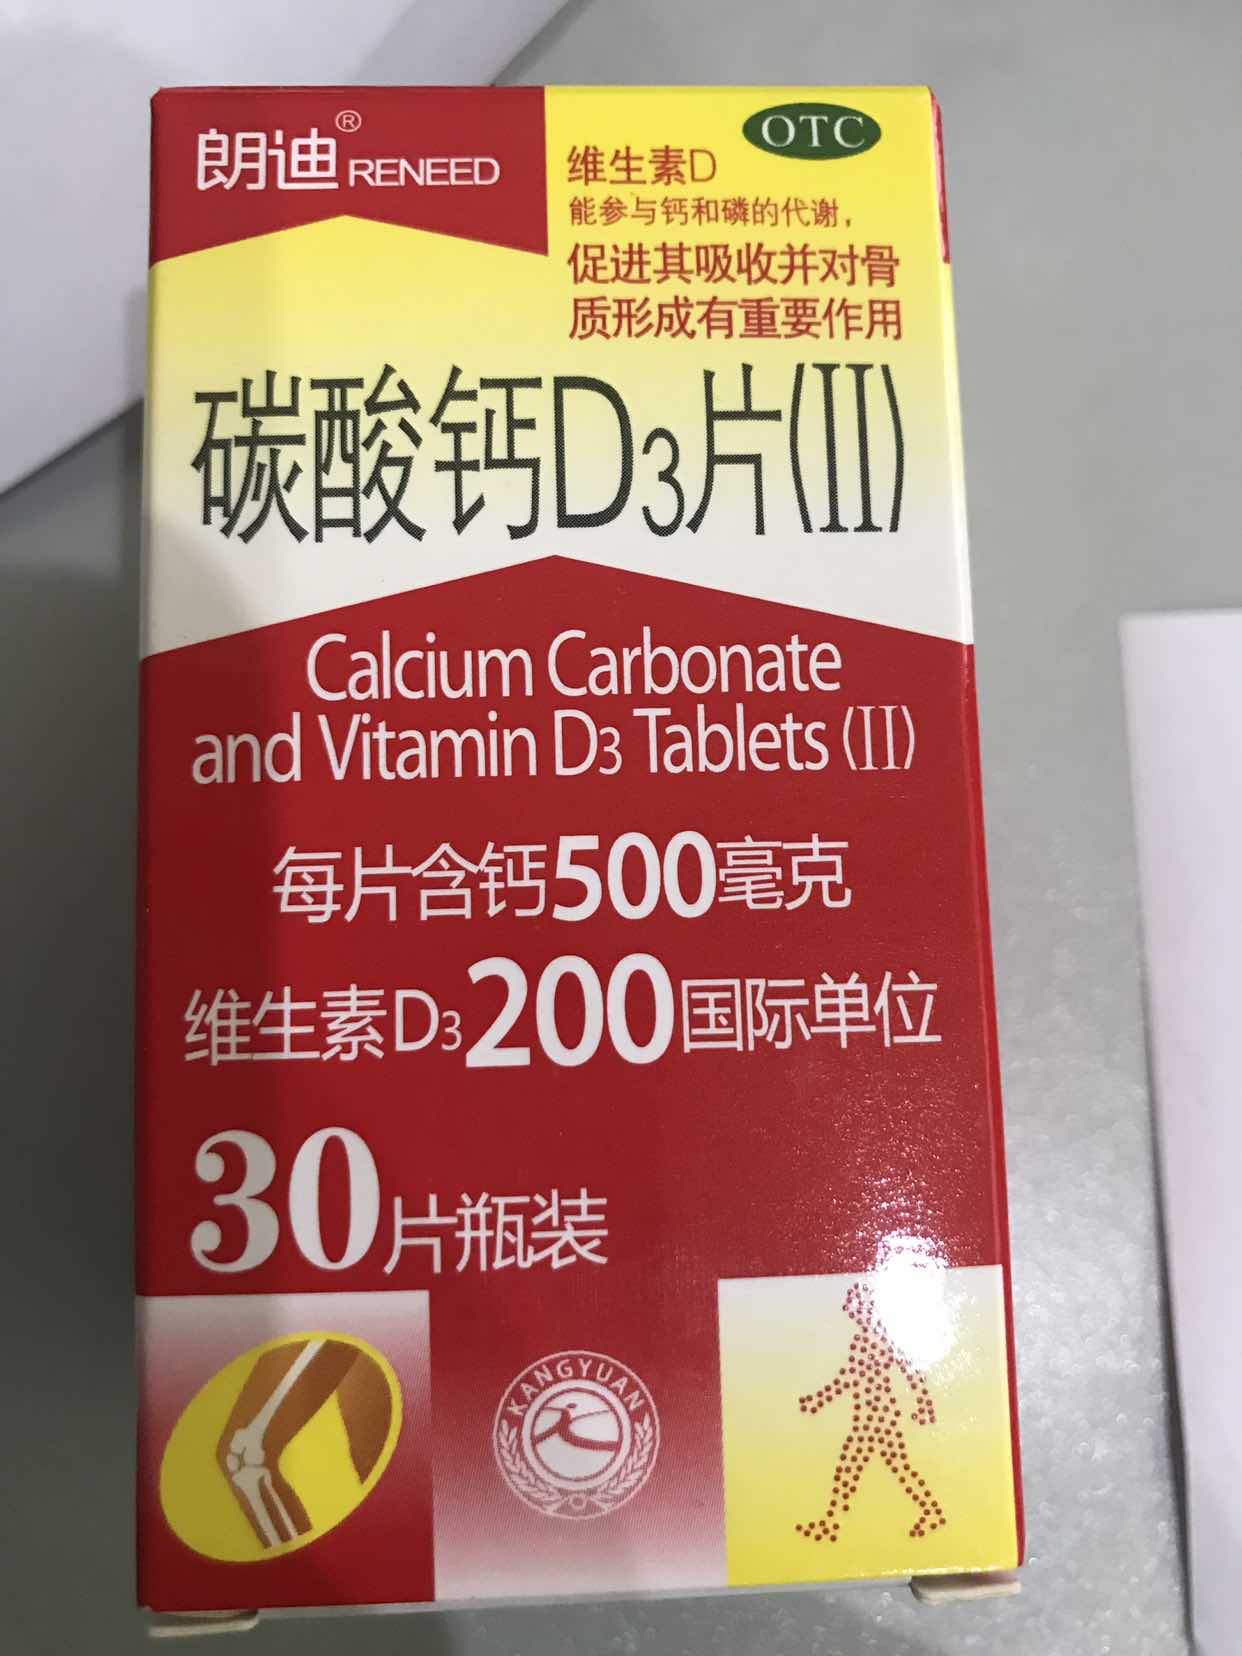 朗迪® RENEED
OTC
维生素D
能参与钙和磷的代谢，
促进其吸收并对骨
质形成有重要作用
碳酸钙D3片(II)
Calcium Carbonate
and Vitamin D3 Tablets (II)
每片含钙500毫克
维生素D3200国际单位
30片瓶装
KANGYUAN